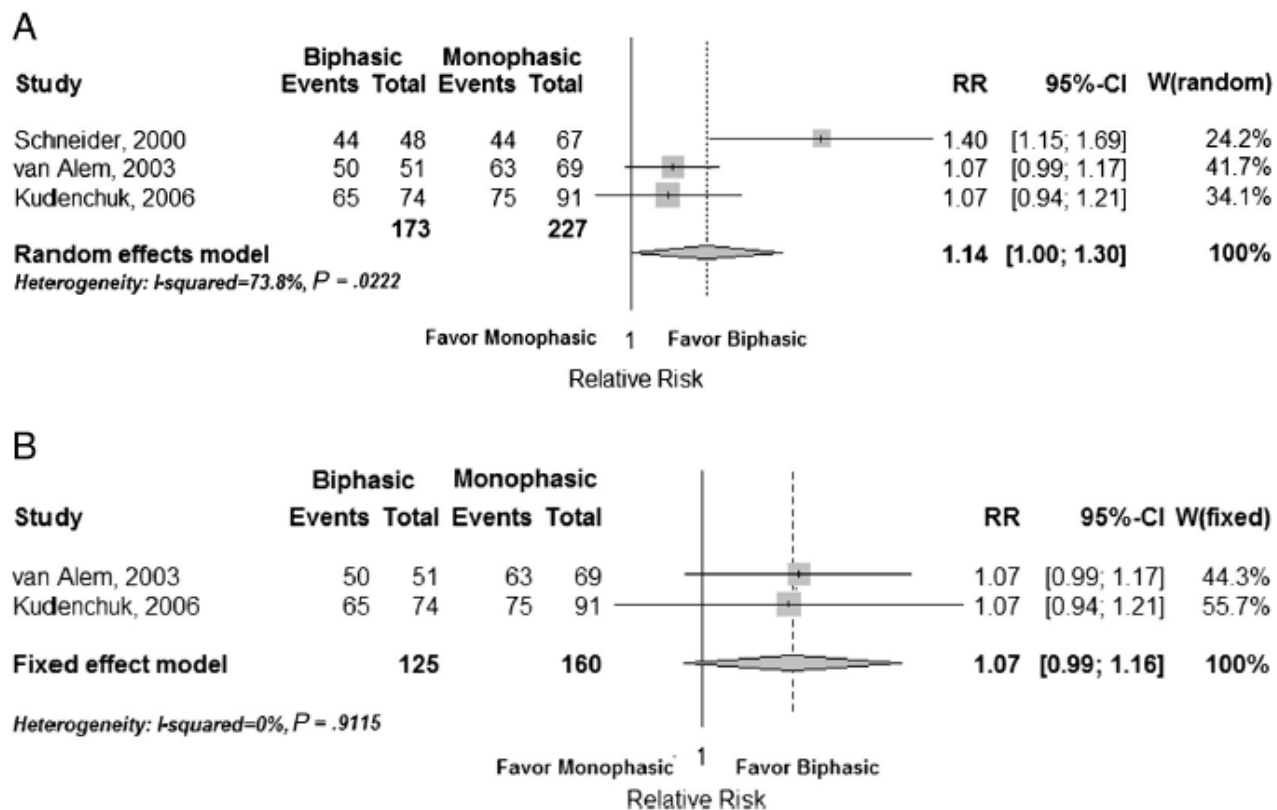 A
Biphasic Monophasic
Study Events Total Events Total RR 95%-CI W(random)
Schneider, 2000 44 48 44 67 1.40 [1.15; 1.69] 24.2%
van Alem, 2003 50 51 63 69 1.07 [0.99; 1.17] 41.7%
Kudenchuk, 2006 65 74 75 91 1.07 [0.94; 1.21] 34.1%
173 227
Random effects model 1.14 [1.00; 1.30] 100%
Heterogeneity: I-squared=73.8%, P = .0222
Favor Monophasic 1 Favor Biphasic
Relative Risk
B
Biphasic Monophasic
Study Events Total Events Total RR 95%-CI W(fixed)
van Alem, 2003 50 51 63 69 1.07 [0.99; 1.17] 44.3%
Kudenchuk, 2006 65 74 75 91 1.07 [0.94; 1.21] 55.7%
Fixed effect model 125 160 1.07 [0.99; 1.16] 100%
Heterogeneity: I-squared=0%, P = .9115
Favor Monophasic 1 Favor Biphasic
Relative Risk